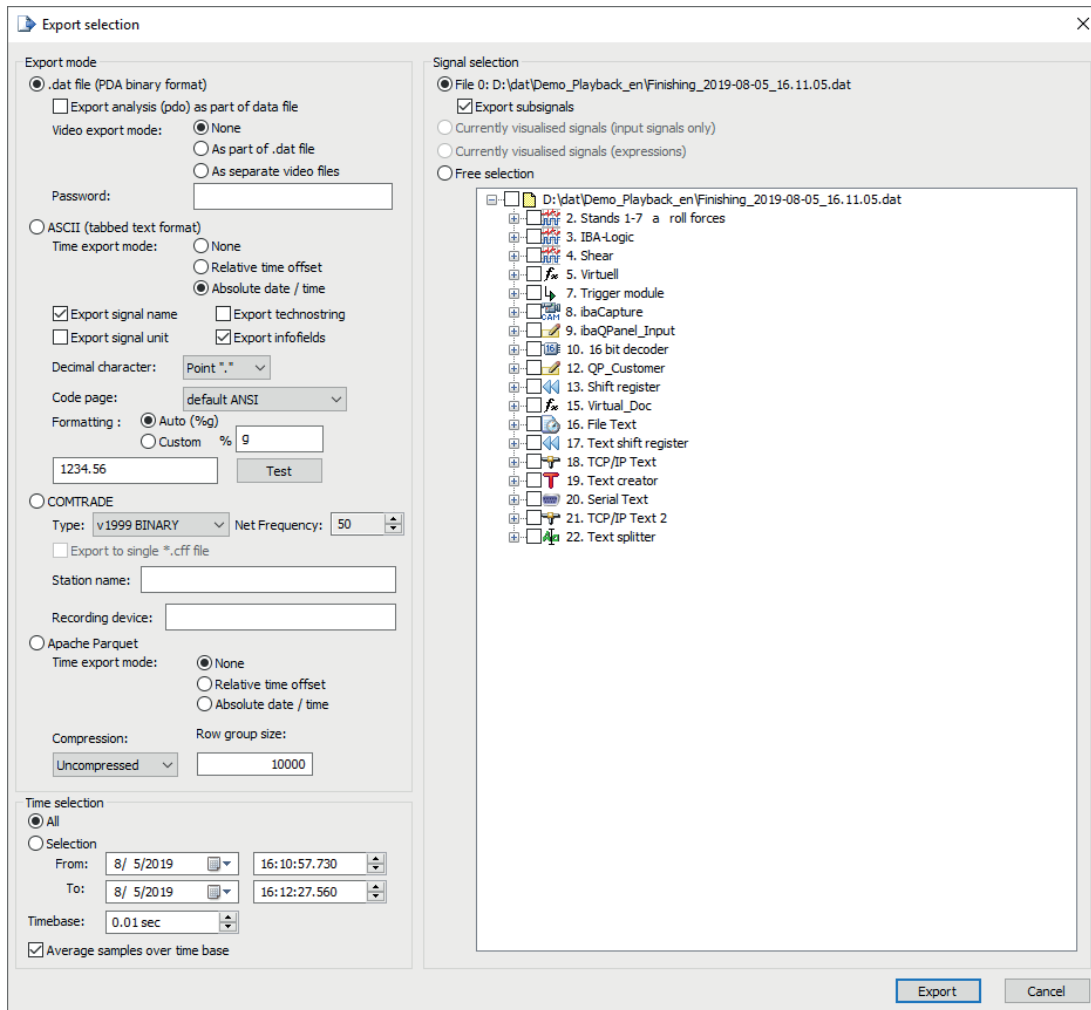 Export selection
Export mode
.dat file (PDA binary format)
Export analysis (pdo) as part of data file
Video export mode:
None
As part of .dat file
As separate video files
Password:
ASCII (tabbed text format)
Time export mode:
None
Relative time offset
Absolute date / time
Export signal name
Export technostring
Export signal unit
Export infofields
Decimal character:
Point "."
Code page:
default ANSI
Formatting :
Auto (%g)
Custom % g
1234.56
Test
COMTRADE
Type: v1999 BINARY Net Frequency: 50
Export to single *.cff file
Station name:
Recording device:
Apache Parquet
Time export mode:
None
Relative time offset
Absolute date / time
Compression:
Row group size:
Uncompressed
10000
Time selection
All
Selection
From: 8/ 5/2019 16:10:57.730
To: 8/ 5/2019 16:12:27.560
Timebase: 0.01 sec
Average samples over time base
Signal selection
File 0: D:\dat\Demo_Playback_en\Finishing_2019-08-05_16.11.05.dat
Export subsignals
Currently visualised signals (input signals only)
Currently visualised signals (expressions)
Free selection
D:\dat\Demo_Playback_en\Finishing_2019-08-05_16.11.05.dat
2. Stands 1-7 a roll forces
3. IBA-Logic
4. Shear
5. Virtuell
7. Trigger module
8. ibaCapture
9. ibaQPanel_Input
10. 16 bit decoder
12. QP_Customer
13. Shift register
15. Virtual_Doc
16. File Text
17. Text shift register
18. TCP/IP Text
19. Text creator
20. Serial Text
21. TCP/IP Text 2
22. Text splitter
Export
Cancel